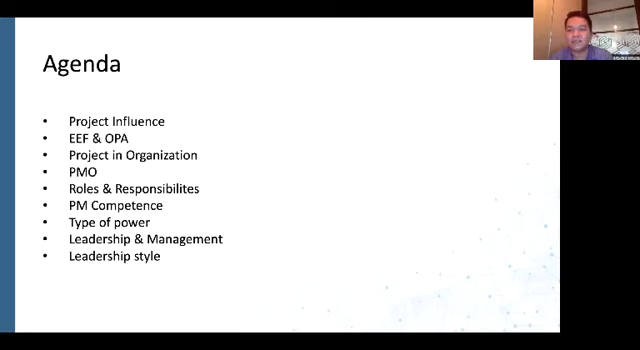 Agenda
• Project Influence
• EEF & OPA
• Project in Organization
• PMO
• Roles & Responsibilites
• PM Competence
• Type of power
• Leadership & Management
• Leadership style